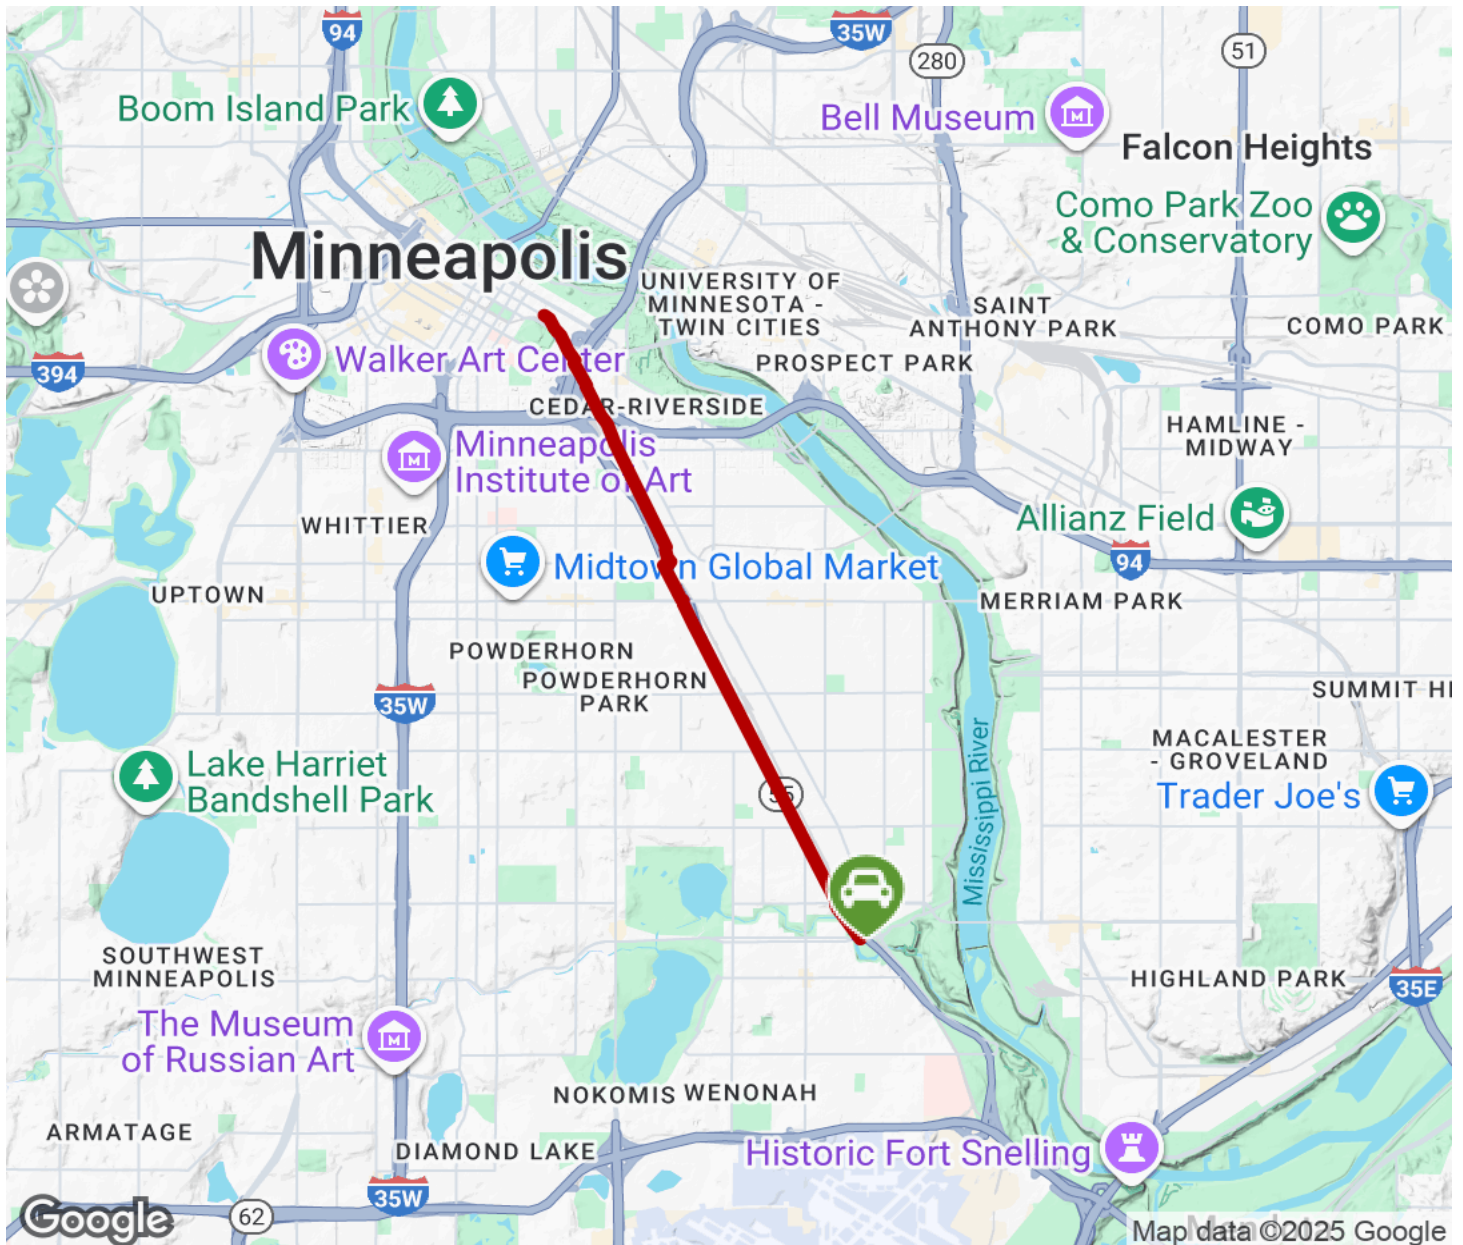 94
35W
280
51
Boom Island Park
Bell Museum
Falcon Heights
Como Park Zoo
& Conservatory
Minneapolis
UNIVERSITY OF
MINNESOTA -
TWIN CITIES
SAINT
ANTHONY PARK
COMO PARK
Walker Art Center
PROSPECT PARK
394
CEDAR-RIVERSIDE
HAMLINE -
MIDWAY
Minneapolis
Institute of Art
WHITTIER
Allianz Field
94
Midtown Global Market
UPTOWN
MERRIAM PARK
POWDERHORN
POWDERHORN
PARK
35W
SUMMIT HI
MACALESTER
- GROVELAND
Lake Harriet
Bandshell Park
Trader Joe's
55
Mississippi River
SOUTHWEST
MINNEAPOLIS
HIGHLAND PARK
35E
The Museum
of Russian Art
NOKOMIS
WENONAH
ARMATAGE
DIAMOND LAKE
Historic Fort Snelling
35W
62
Google
Map data ©2025 Google